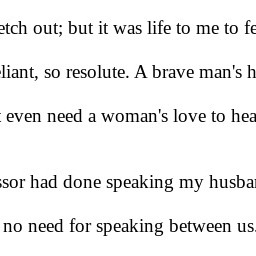 etch out; but it was life to me to fe
eliant, so resolute. A brave man's h
even need a woman's love to hea
ssor had done speaking my husba
no need for speaking between us.